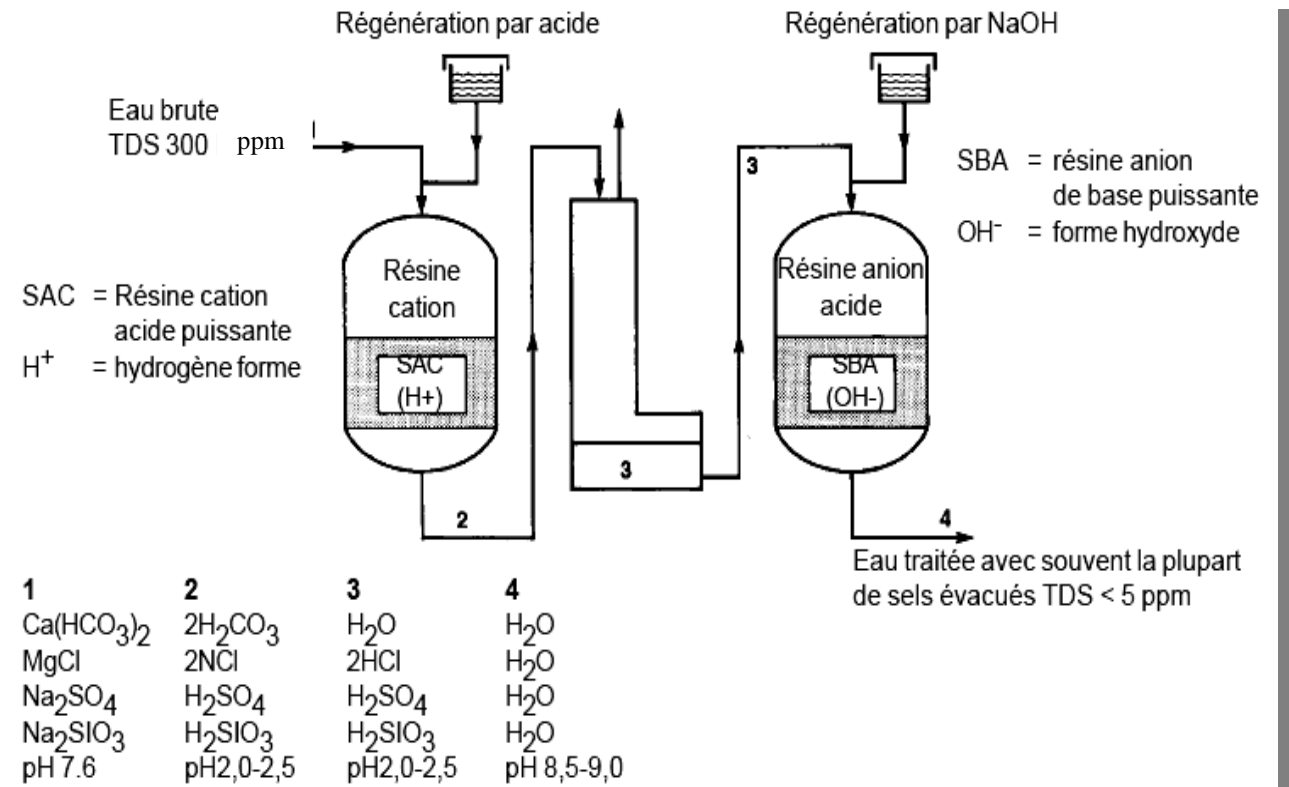 Régénération par acide
Régénération par NaOH
Eau brute
TDS 300 ppm
3
SBA = résine anion
de base puissante
OH⁻ = forme hydroxyde
Résine
cation
Résine anion
acide
SAC = Résine cation
acide puissante
H⁺ = hydrogène forme
SAC
(H+)
SBA
(OH-)
3
2
4
Eau traitée avec souvent la plupart
de sels évacués TDS < 5 ppm
1 2 3 4
Ca(HCO₃)₂ 2H₂CO₃ H₂O H₂O
MgCl 2NCl 2HCl H₂O
Na₂SO₄ H₂SO₄ H₂SO₄ H₂O
Na₂SIO₃ H₂SIO₃ H₂SIO₃ H₂O
pH 7.6 pH2,0-2,5 pH2,0-2,5 pH 8,5-9,0